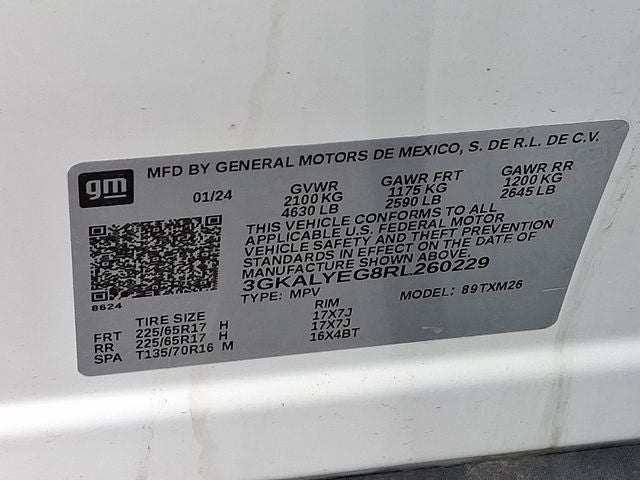 gm
MFD BY GENERAL MOTORS DE MEXICO, S. DE R.L. DE C.V.
01/24 GVWR GAWR FRT GAWR RR
2100 KG 1175 KG 1200 KG
4630 LB 2590 LB 2645 LB
THIS VEHICLE CONFORMS TO ALL
APPLICABLE U.S. FEDERAL MOTOR
VEHICLE SAFETY AND THEFT PREVENTION
STANDARDS IN EFFECT ON THE DATE OF
MANUFACTURE SHOWN ABOVE.
3GKALYEG8RL260229
8624
TYPE: MPV MODEL: 89TXM26
TIRE SIZE RIM
FRT 225/65R17 H 17X7J
RR 225/65R17 H 17X7J
SPA T135/70R16 M 16X4BT